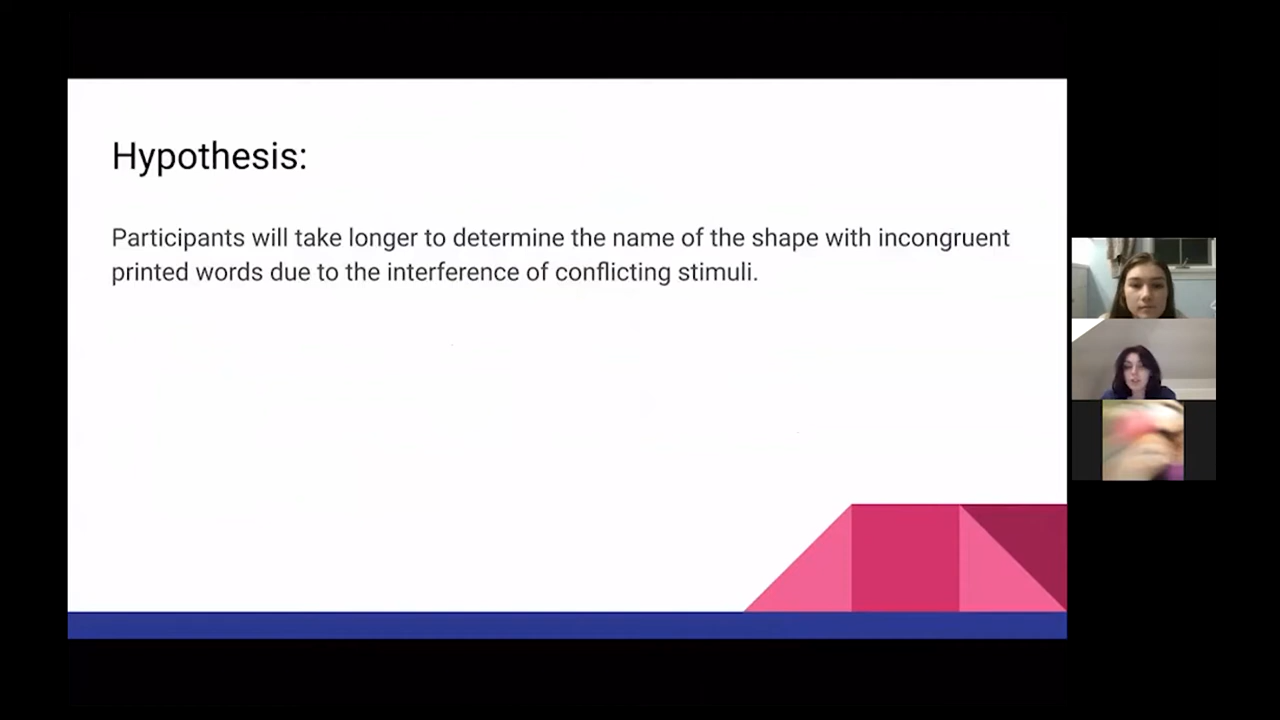 Hypothesis:
Participants will take longer to determine the name of the shape with incongruent
printed words due to the interference of conflicting stimuli.